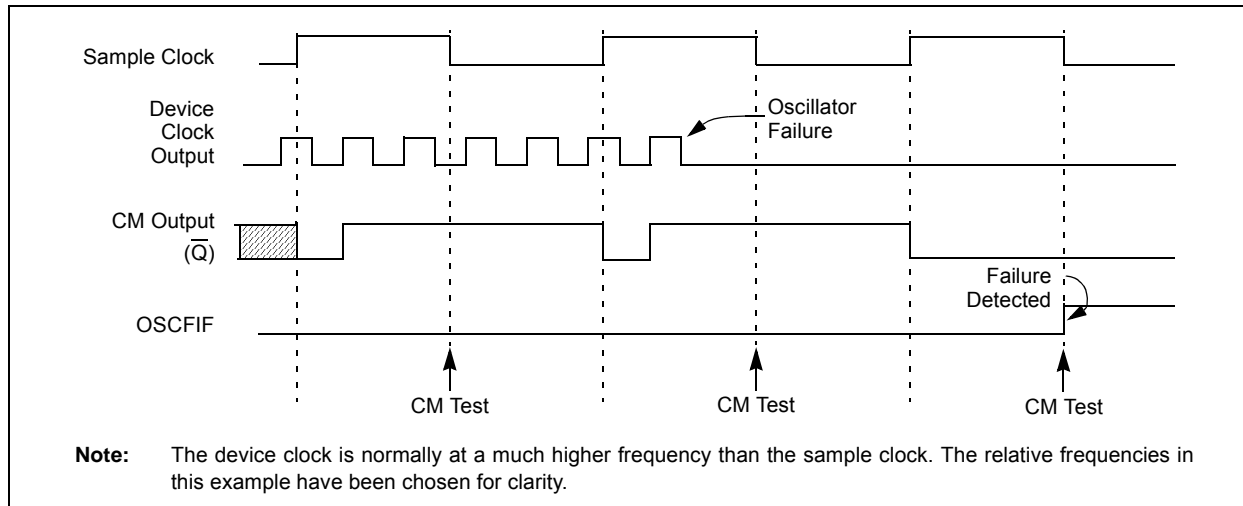 Sample Clock
Device
Clock
Output
Oscillator
Failure
CM Output
(Q̅)
Failure
Detected
OSCFIF
CM Test
CM Test
CM Test
Note: The device clock is normally at a much higher frequency than the sample clock. The relative frequencies in
this example have been chosen for clarity.